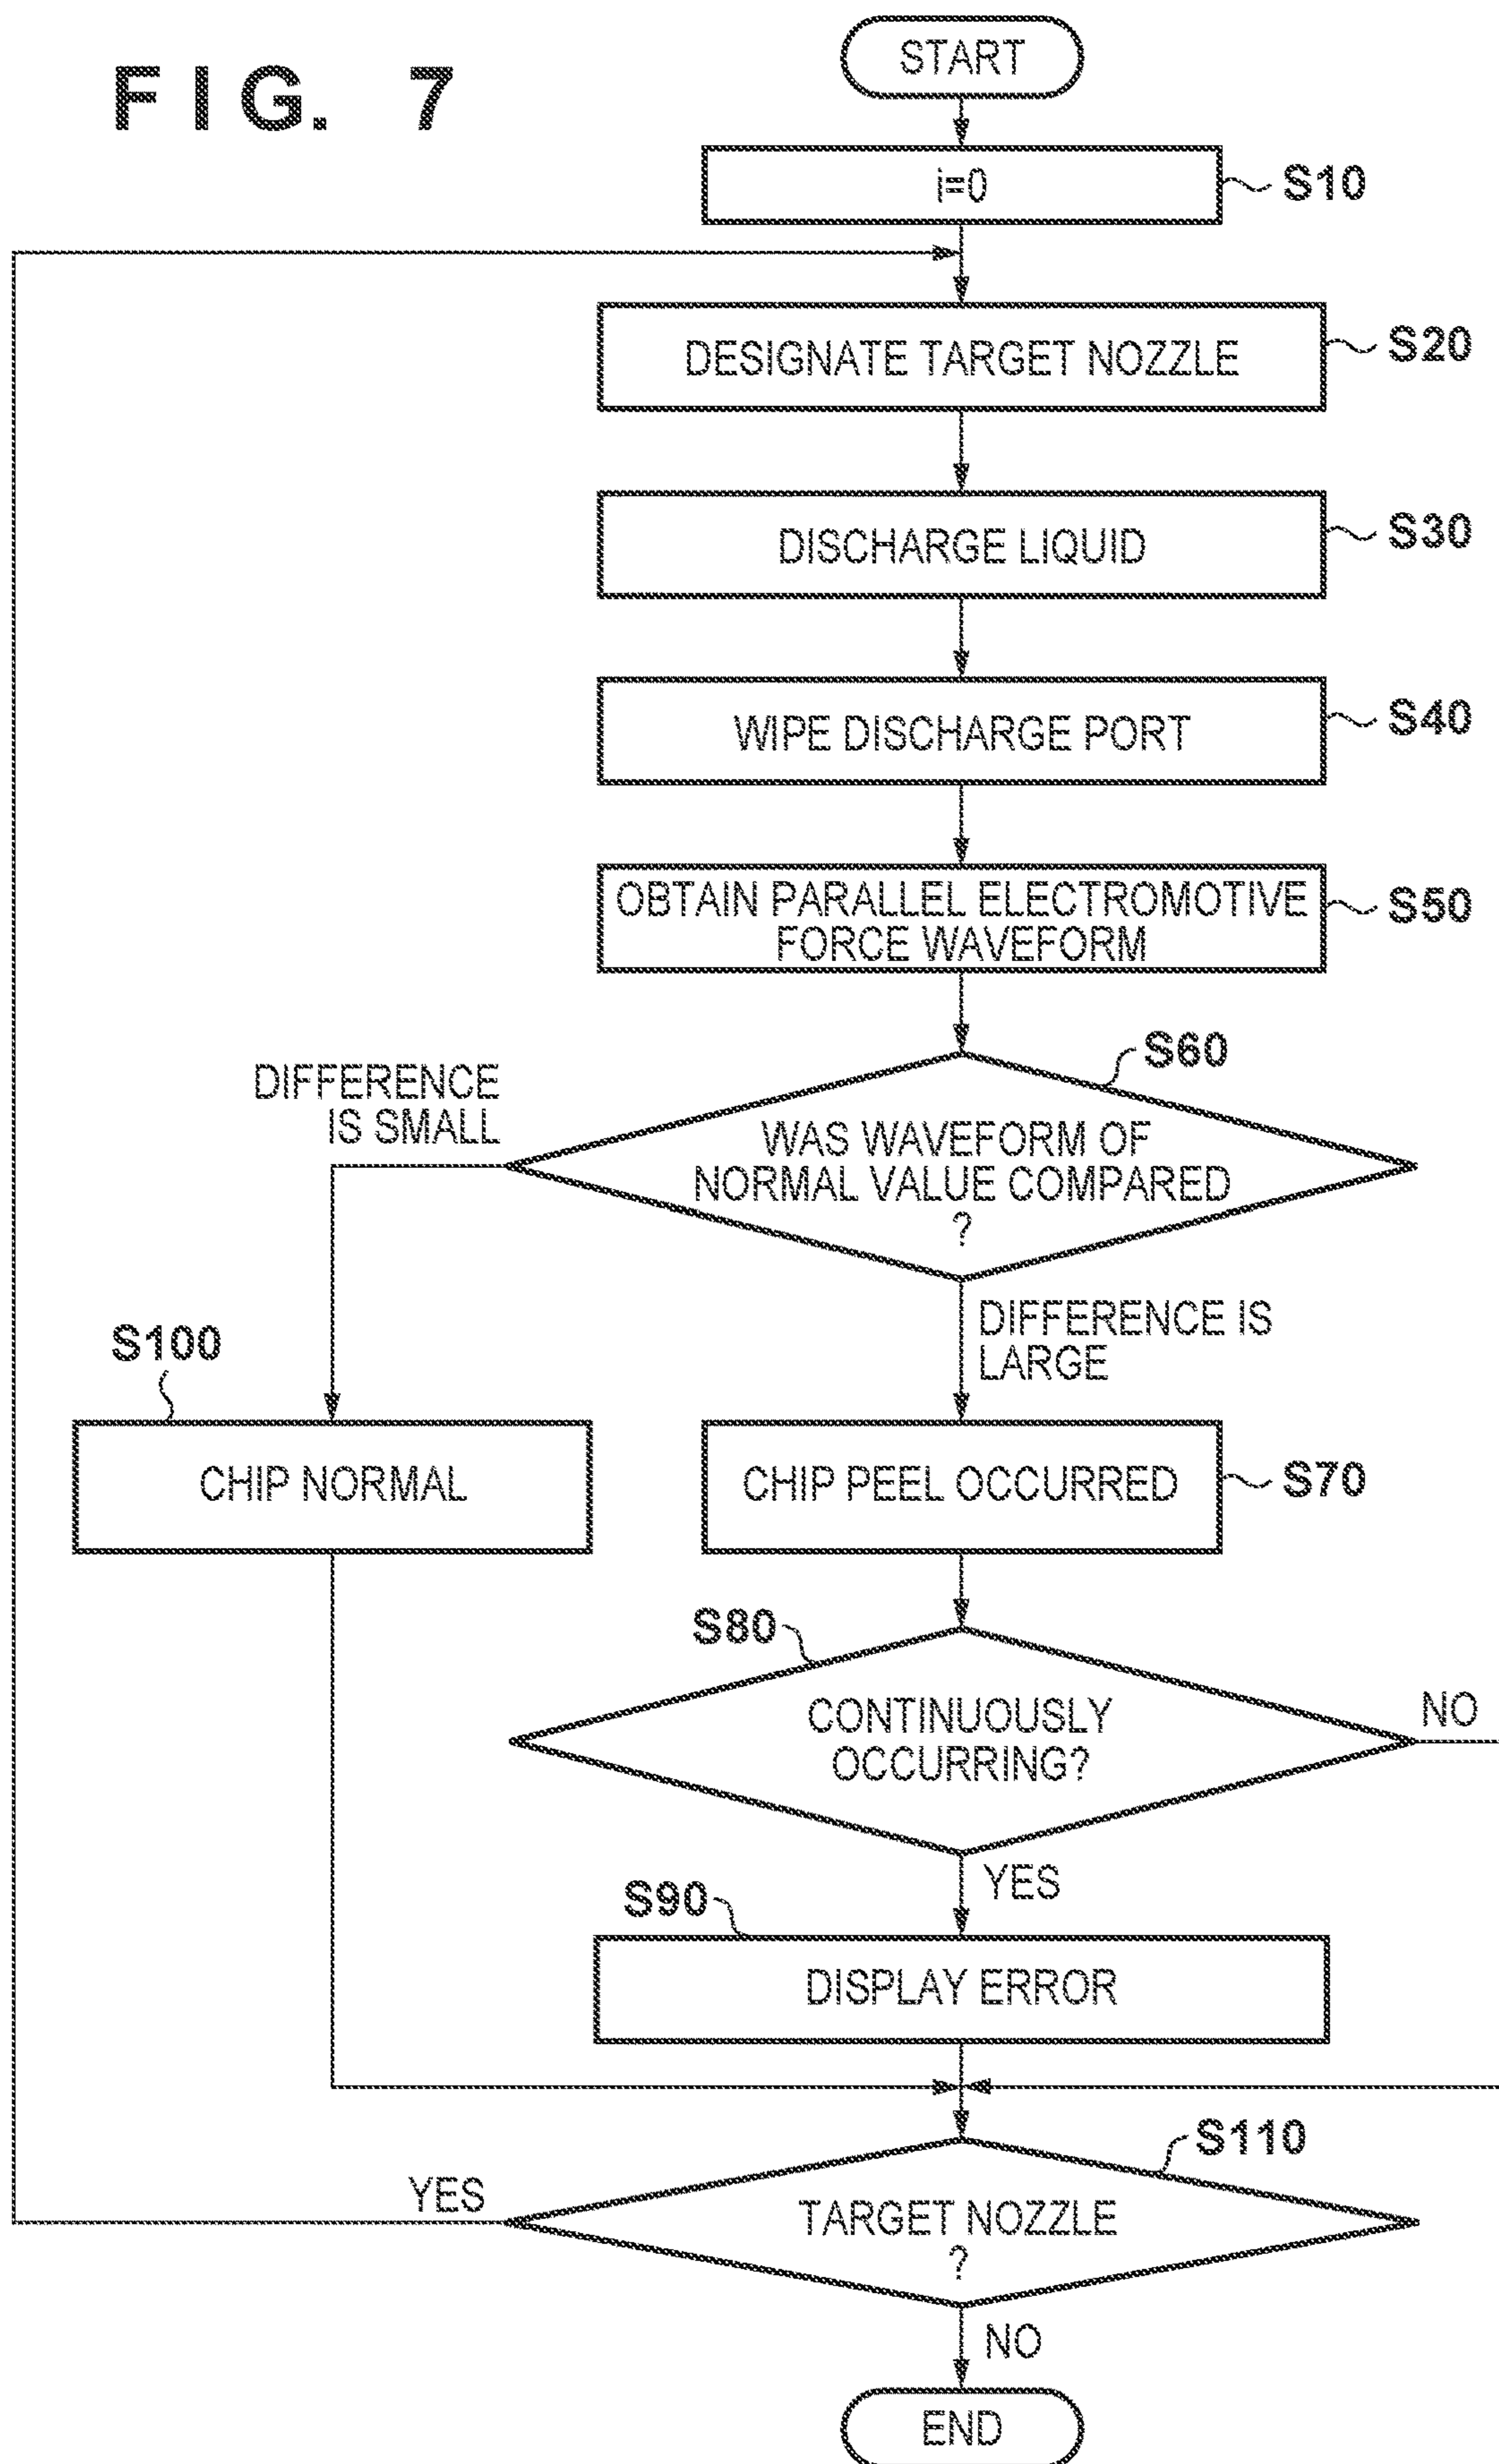 FIG. 7
START
i=0
S10
DESIGNATE TARGET NOZZLE
S20
DISCHARGE LIQUID
S30
WIPE DISCHARGE PORT
S40
OBTAIN PARALLEL ELECTROMOTIVE
FORCE WAVEFORM
S50
S60
DIFFERENCE
IS SMALL
WAS WAVEFORM OF
NORMAL VALUE COMPARED
?
DIFFERENCE IS
LARGE
S100
CHIP NORMAL
CHIP PEEL OCCURRED
S70
S80
CONTINUOUSLY
OCCURRING?
NO
YES
S90
DISPLAY ERROR
S110
YES
TARGET NOZZLE
?
NO
END